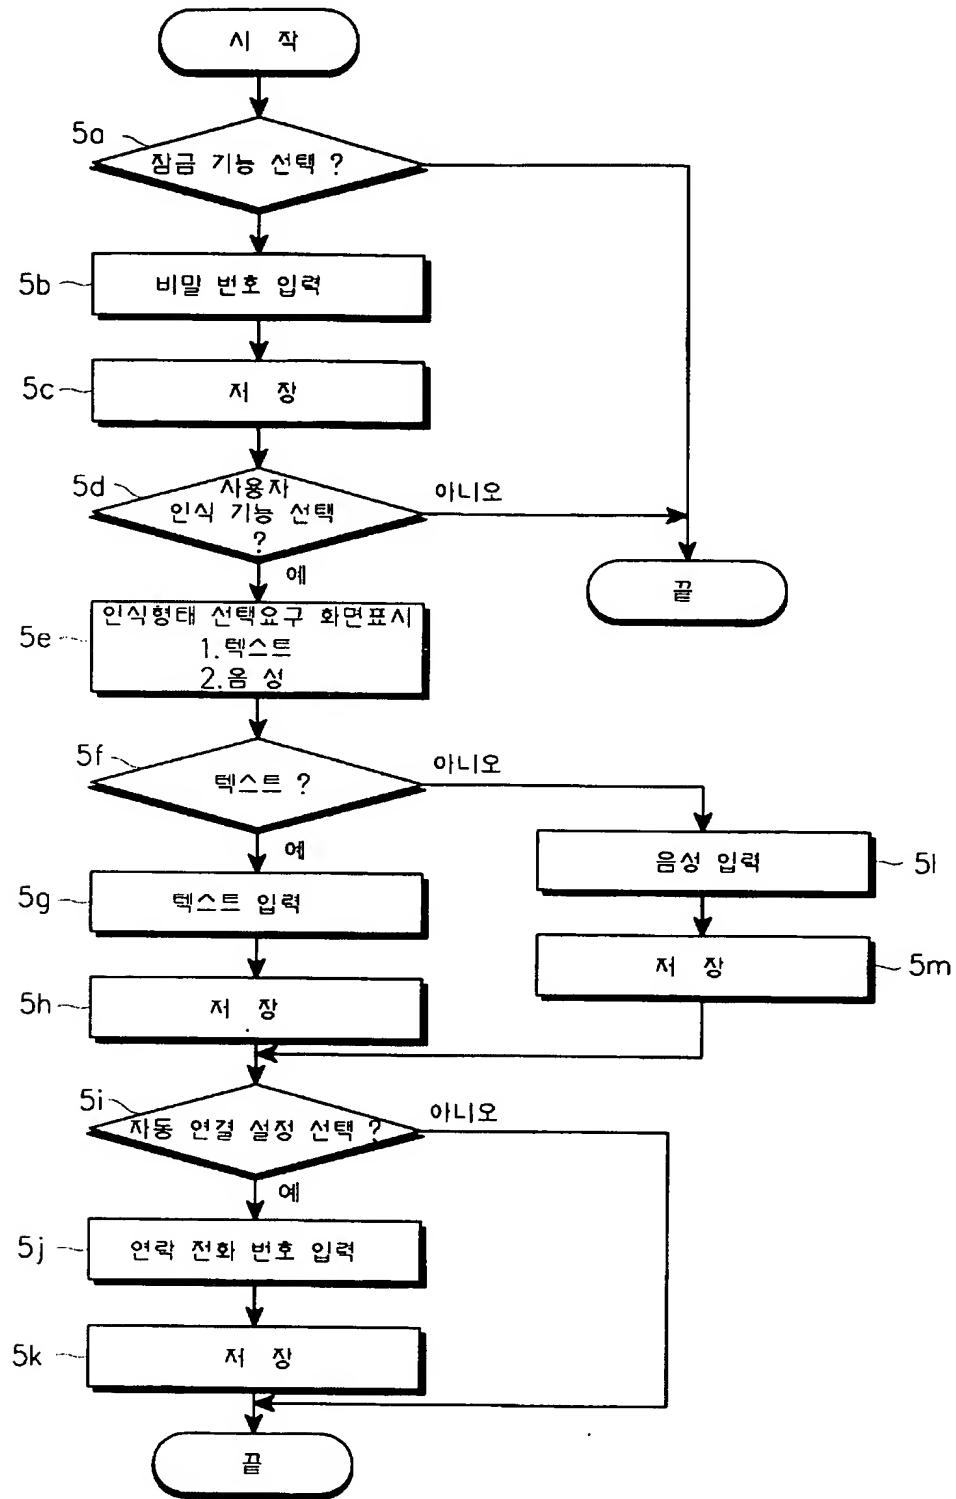 시 작
5a
잠금 기능 선택 ?
5b
비밀 번호 입력
5c
저 장
5d
사용자
인식 기능 선택
?
아니오
예
끝
5e
인식형태 선택요구 화면표시
1.텍스트
2.음 성
5f
텍스트 ?
아니오
예
5g
텍스트 입력
음성 입력
5l
5h
저 장
저 장
5m
5i
자동 연결 설정 선택 ?
아니오
예
5j
연락 전화 번호 입력
5k
저 장
끝